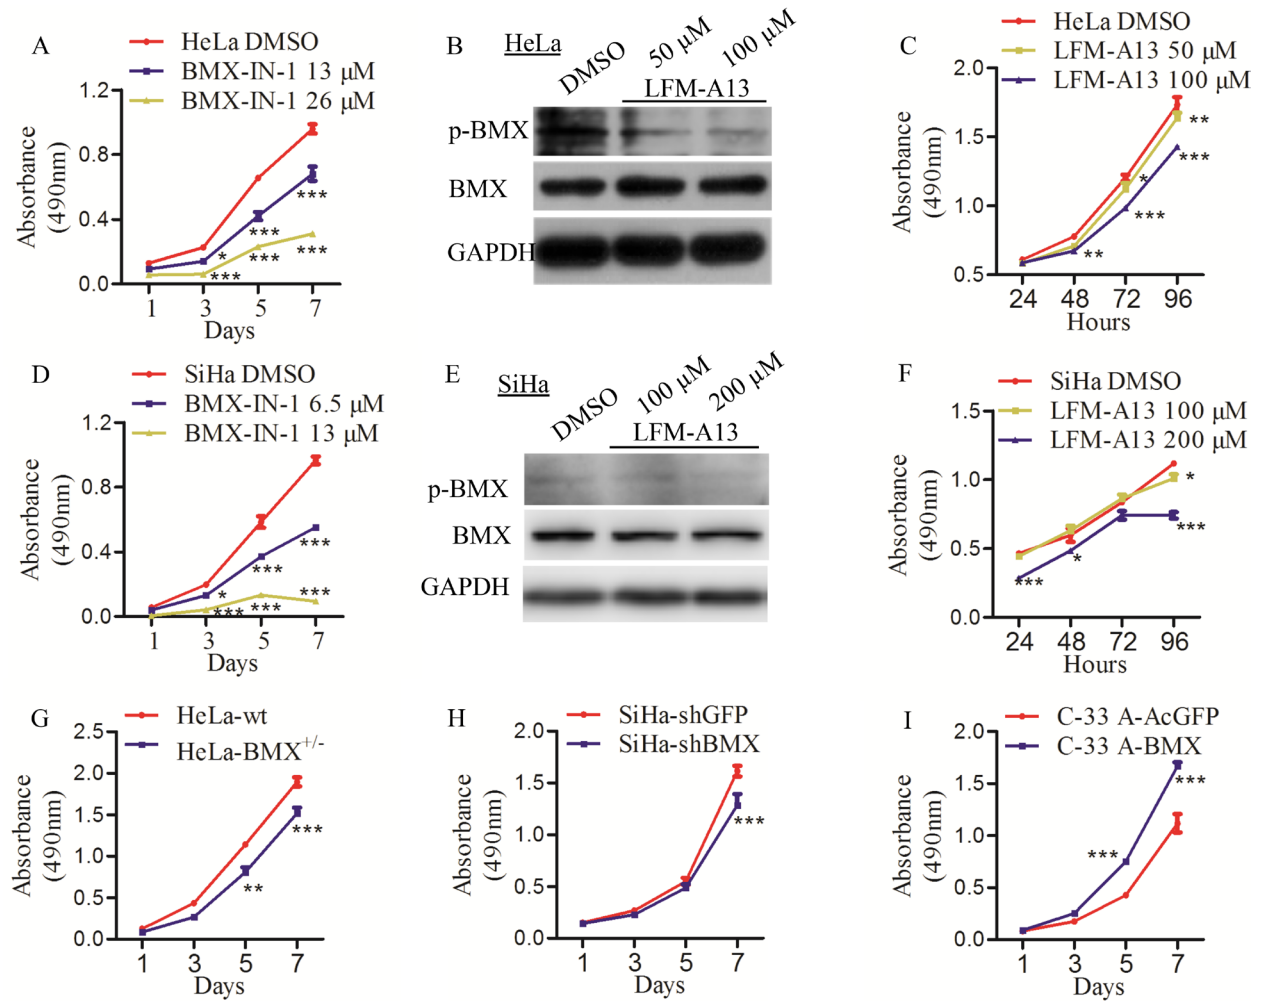 A
HeLa DMSO
BMX-IN-1 13 μM
BMX-IN-1 26 μM
Absorbance
(490nm)
1.2
0.8
0.4
0.0
*
***
***
***
***
***
1
3
5
7
Days
B
HeLa
DMSO
50 μM
100 μM
LFM-A13
p-BMX
BMX
GAPDH
C
HeLa DMSO
LFM-A13 50 μM
LFM-A13 100 μM
Absorbance
(490nm)
2.0
1.5
1.0
0.5
**
*
***
**
***
24
48
72
96
Hours
D
SiHa DMSO
BMX-IN-1 6.5 μM
BMX-IN-1 13 μM
Absorbance
(490nm)
1.2
0.8
0.4
0.0
*
***
***
***
***
***
1
3
5
7
Days
E
SiHa
DMSO
100 μM
200 μM
LFM-A13
p-BMX
BMX
GAPDH
F
SiHa DMSO
LFM-A13 100 μM
LFM-A13 200 μM
Absorbance
(490nm)
1.5
1.0
0.5
0.0
***
*
*
***
24
48
72
96
Hours
G
HeLa-wt
HeLa-BMX+/-
Absorbance
(490nm)
2.5
2.0
1.5
1.0
0.5
0.0
**
***
1
3
5
7
Days
H
SiHa-shGFP
SiHa-shBMX
Absorbance
(490nm)
2.0
1.5
1.0
0.5
0.0
***
1
3
5
7
Days
I
C-33 A-AcGFP
C-33 A-BMX
Absorbance
(490nm)
2.0
1.5
1.0
0.5
0.0
***
***
1
3
5
7
Days